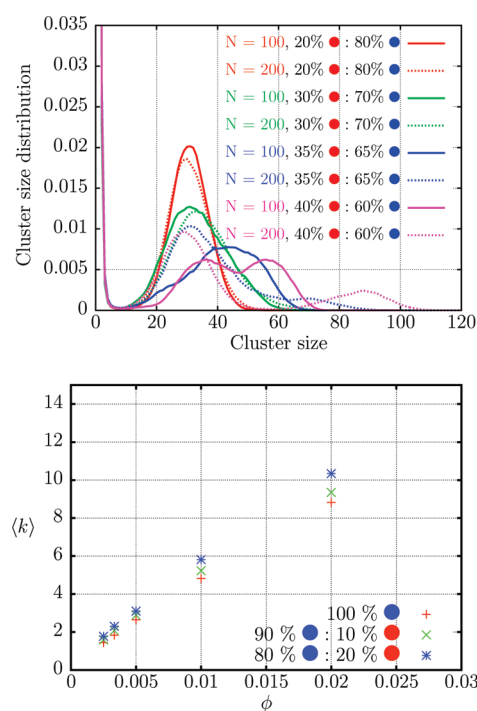 0.035
0.03
0.025
0.02
0.015
0.01
0.005
0
Cluster size distribution
N = 100, 20% : 80%
N = 200, 20% : 80%
N = 100, 30% : 70%
N = 200, 30% : 70%
N = 100, 35% : 65%
N = 200, 35% : 65%
N = 100, 40% : 60%
N = 200, 40% : 60%
0 20 40 60 80 100 120
Cluster size
14
12
10
8
6
4
2
0
⟨k⟩
100 %
90 % : 10 %
80 % : 20 %
0 0.005 0.01 0.015 0.02 0.025 0.03
ϕ